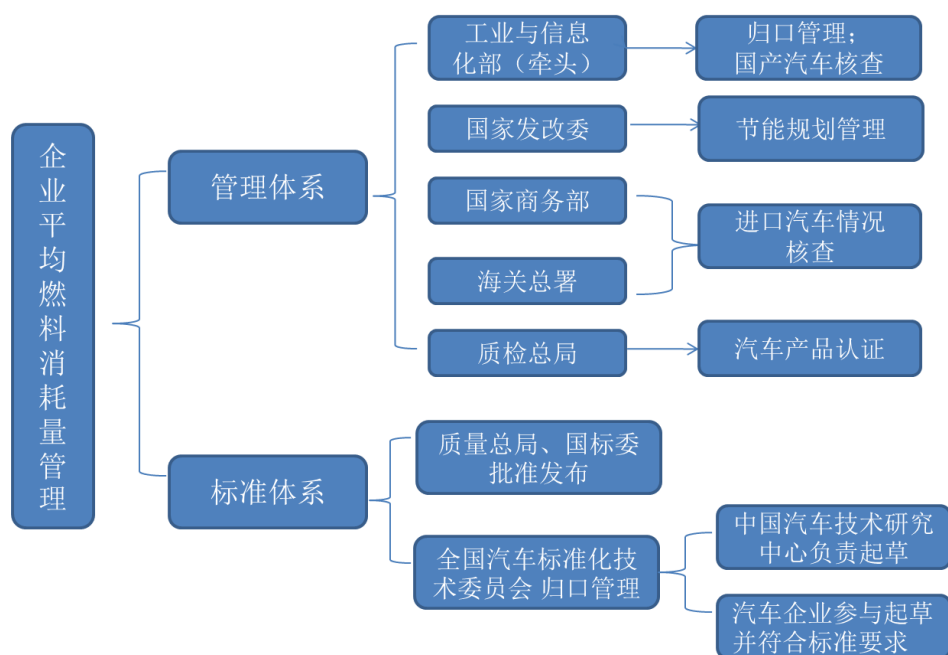 企业平均燃料消耗量管理
管理体系
工业与信息
化部（牵头）
归口管理；
国产汽车核查
国家发改委
节能规划管理
国家商务部
海关总署
进口汽车情况
核查
质检总局
汽车产品认证
标准体系
质量总局、国标委
批准发布
全国汽车标准化技
术委员会 归口管理
中国汽车技术研究
中心负责起草
汽车企业参与起草
并符合标准要求